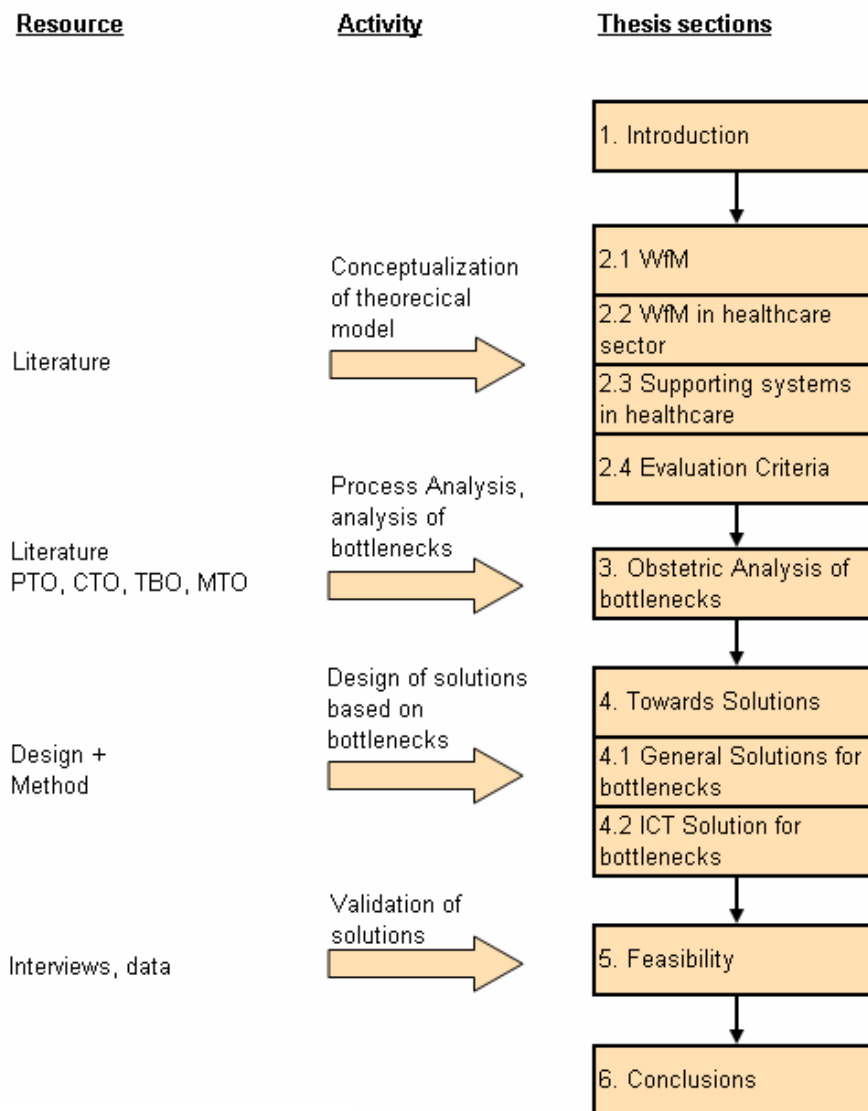 Resource
Activity
Thesis sections
1. Introduction
Conceptualization
of theorecical
model
Literature
2.1 WfM
2.2 WfM in healthcare
sector
2.3 Supporting systems
in healthcare
2.4 Evaluation Criteria
Process Analysis,
analysis of
bottlenecks
Literature
PTO, CTO, TBO, MTO
3. Obstetric Analysis of
bottlenecks
Design of solutions
based on
bottlenecks
Design +
Method
4. Towards Solutions
4.1 General Solutions for
bottlenecks
4.2 ICT Solution for
bottlenecks
Validation of
solutions
Interviews, data
5. Feasibility
6. Conclusions